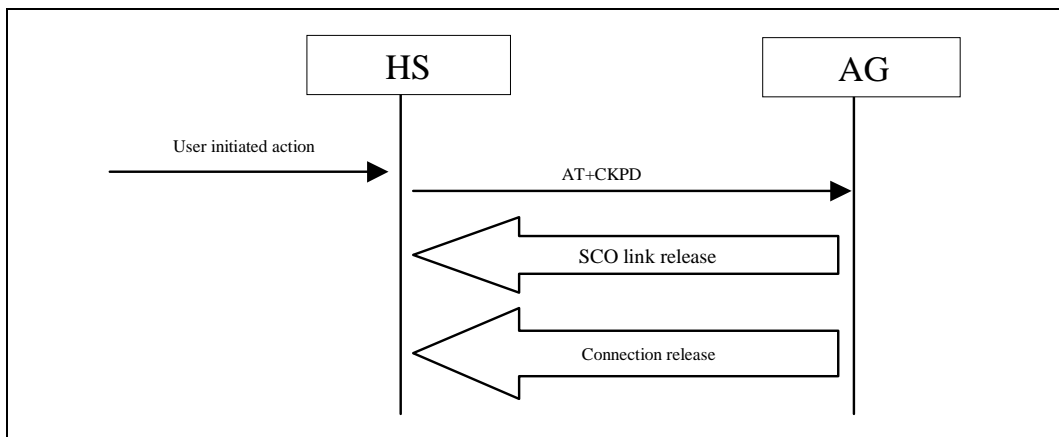 HS
AG
User initiated action
AT+CKPD
SCO link release
Connection release